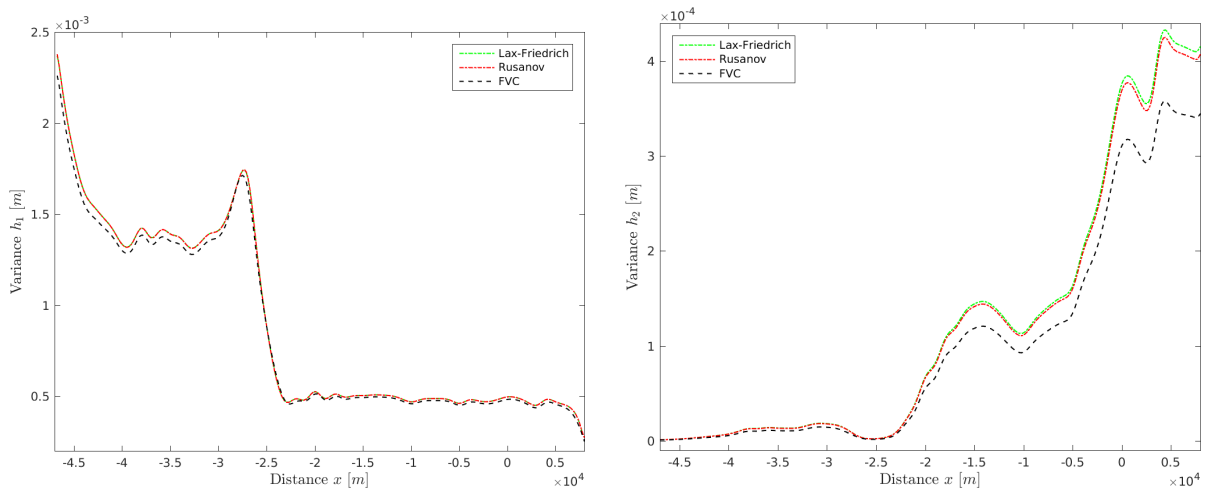 ×10⁻³
2.5
2
1.5
1
0.5
Variance h₁ [m]
Lax-Friedrich
Rusanov
FVC
-4.5 -4 -3.5 -3 -2.5 -2 -1.5 -1 -0.5 0 0.5
Distance x [m]
×10⁴
×10⁻⁴
4
3
2
1
0
Variance h₂ [m]
Lax-Friedrich
Rusanov
FVC
-4.5 -4 -3.5 -3 -2.5 -2 -1.5 -1 -0.5 0 0.5
Distance x [m]
×10⁴